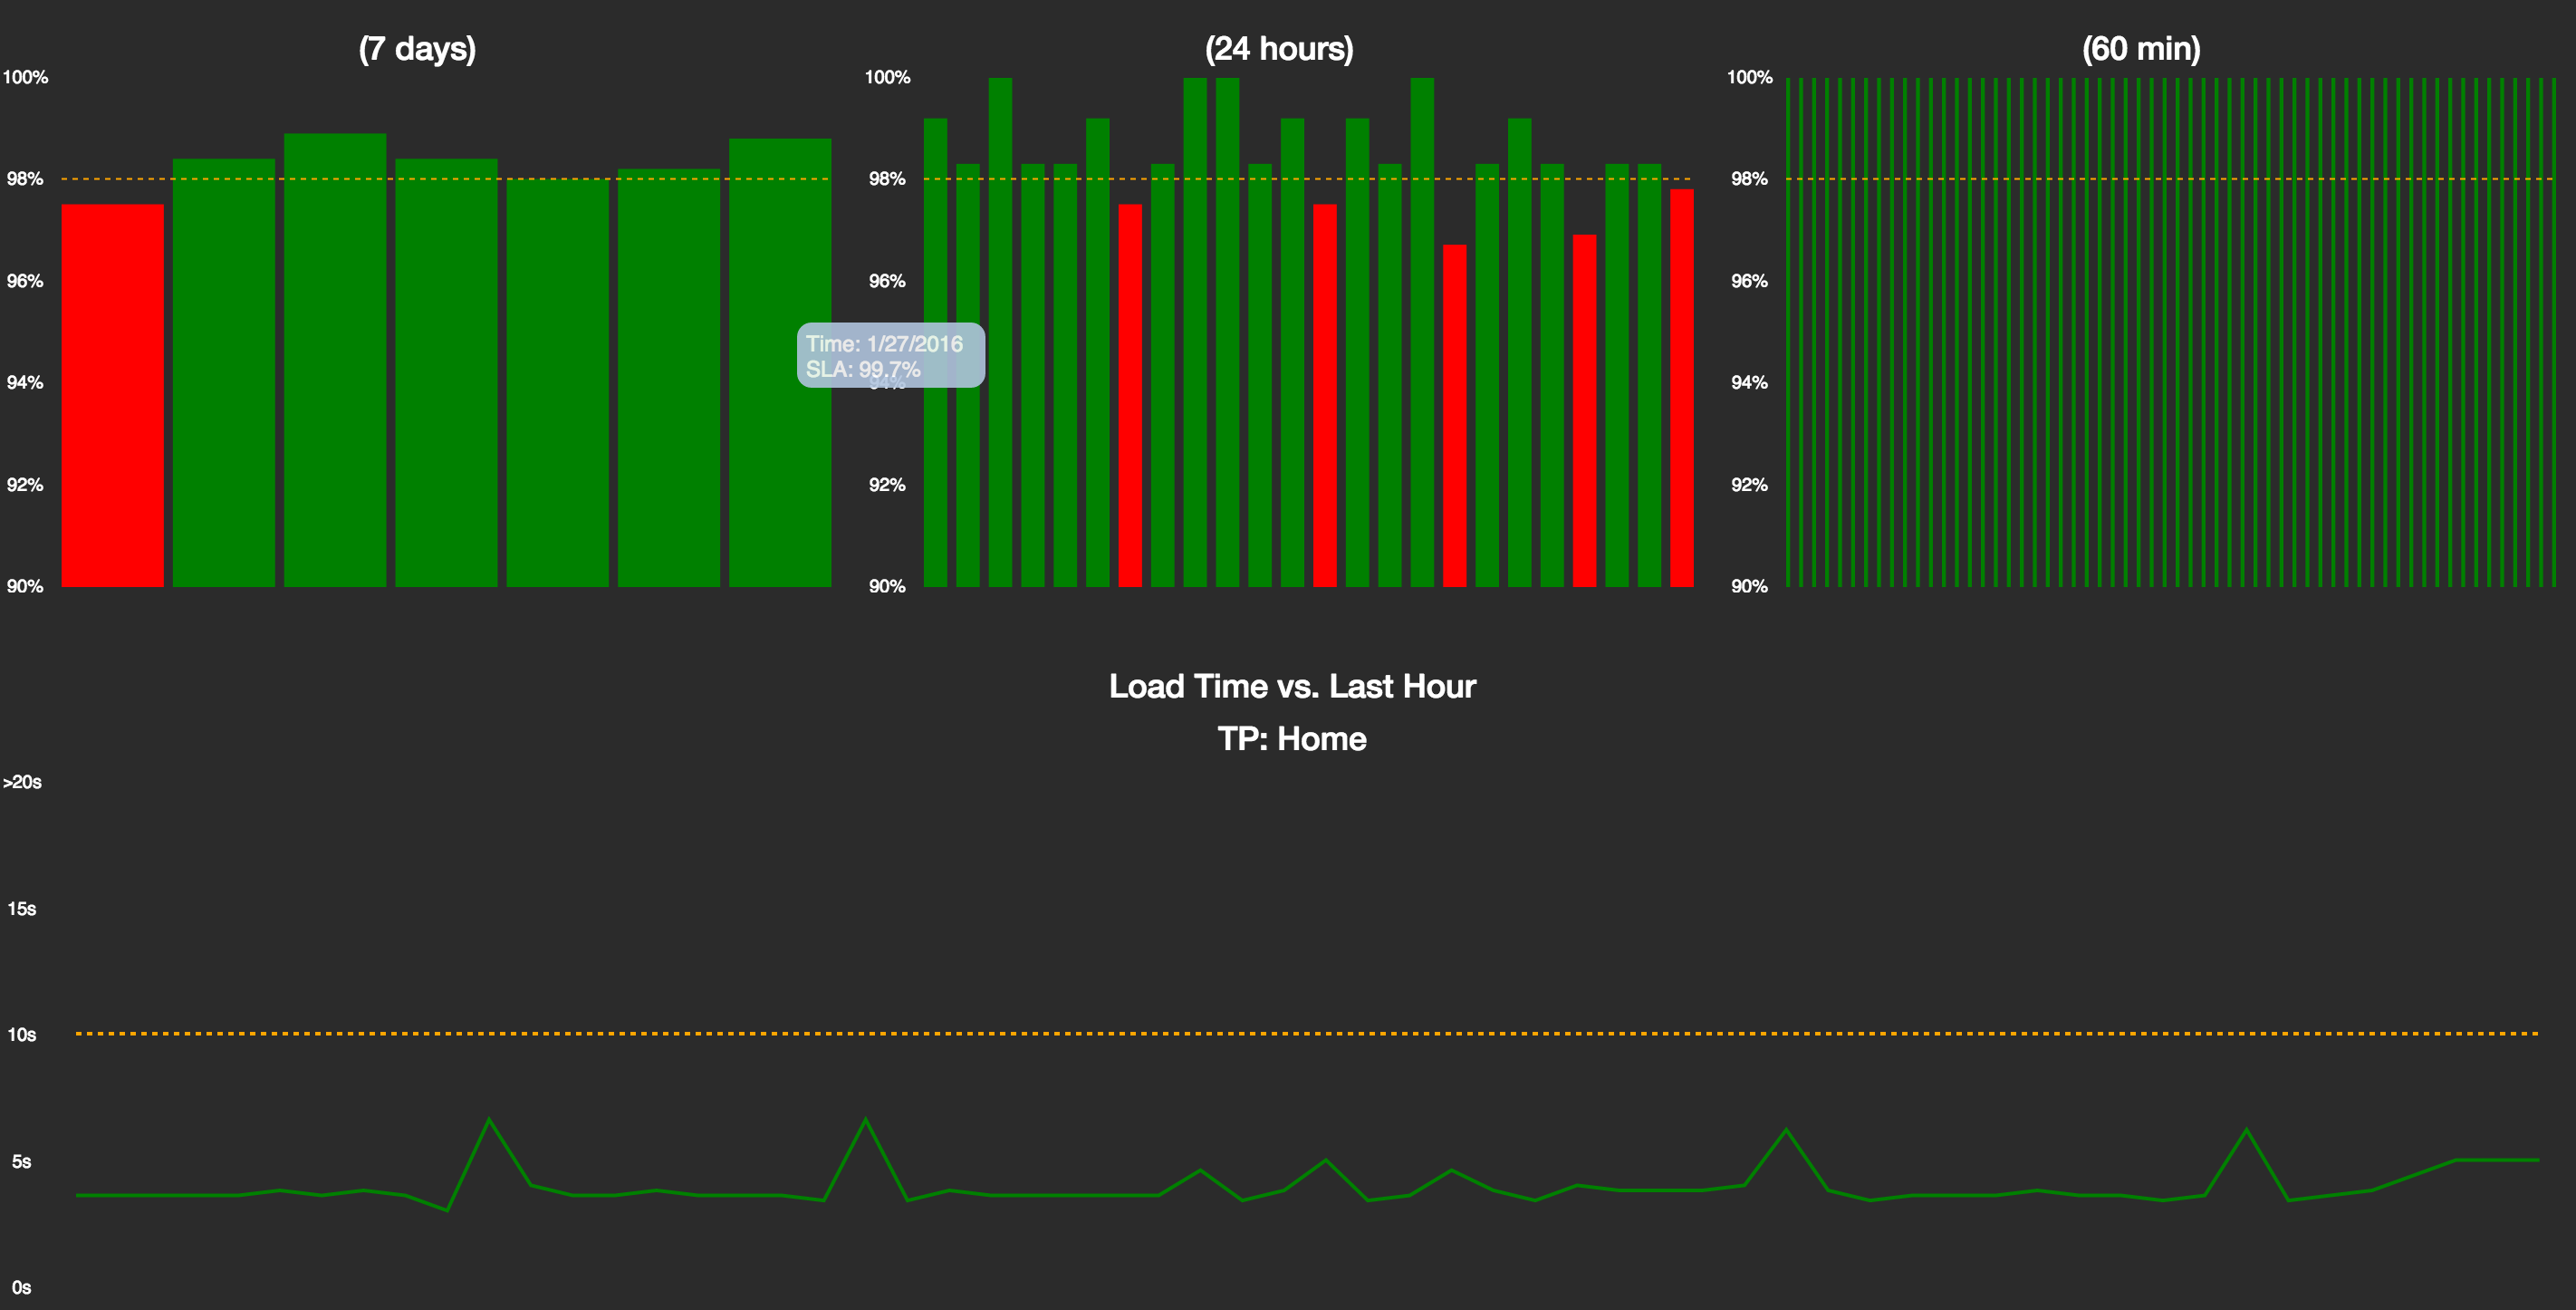 (7 days)
100%
98%
96%
94%
92%
90%
(24 hours)
100%
98%
96%
94%
92%
90%
Time: 1/27/2016
SLA: 99.7%
(60 min)
100%
98%
96%
94%
92%
90%
Load Time vs. Last Hour
TP: Home
>20s
15s
10s
5s
0s